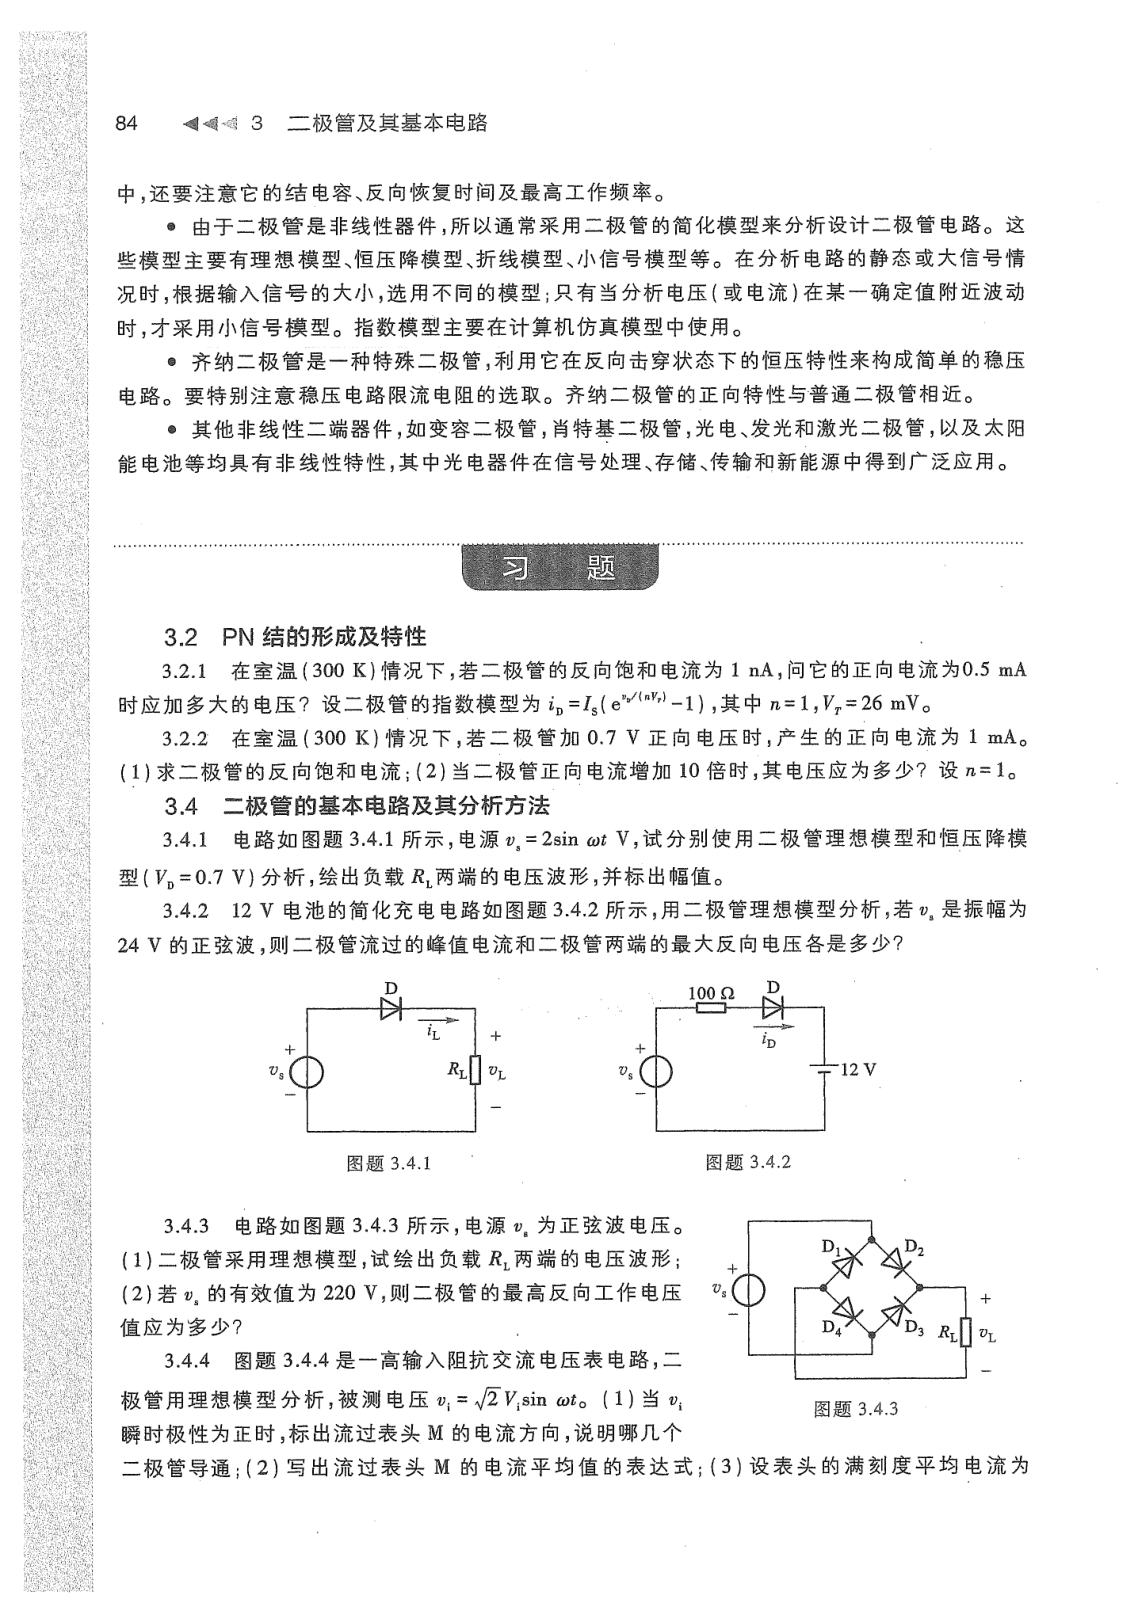 84 3 二极管及其基本电路
中,还要注意它的结电容、反向恢复时间及最高工作频率。
● 由于二极管是非线性器件,所以通常采用二极管的简化模型来分析设计二极管电路。这
些模型主要有理想模型、恒压降模型、折线模型、小信号模型等。在分析电路的静态或大信号情
况时,根据输入信号的大小,选用不同的模型;只有当分析电压(或电流)在某一确定值附近波动
时,才采用小信号模型。指数模型主要在计算机仿真模型中使用。
● 齐纳二极管是一种特殊二极管,利用它在反向击穿状态下的恒压特性来构成简单的稳压
电路。要特别注意稳压电路限流电阻的选取。齐纳二极管的正向特性与普通二极管相近。
● 其他非线性二端器件,如变容二极管,肖特基二极管,光电、发光和激光二极管,以及太阳
能电池等均具有非线性特性,其中光电器件在信号处理、存储、传输和新能源中得到广泛应用。
习 题
3.2 PN 结的形成及特性
3.2.1 在室温(300 K)情况下,若二极管的反向饱和电流为 1 nA,问它的正向电流为0.5 mA
时应加多大的电压? 设二极管的指数模型为 i_D=I_S(e^{v_D/(nV_T)}-1),其中 n=1,V_T=26 mV。
3.2.2 在室温(300 K)情况下,若二极管加 0.7 V 正向电压时,产生的正向电流为 1 mA。
(1)求二极管的反向饱和电流;(2)当二极管正向电流增加 10 倍时,其电压应为多少? 设 n=1。
3.4 二极管的基本电路及其分析方法
3.4.1 电路如图题 3.4.1 所示,电源 v_s=2sin ωt V,试分别使用二极管理想模型和恒压降模
型(V_D=0.7 V)分析,绘出负载 R_L两端的电压波形,并标出幅值。
3.4.2 12 V 电池的简化充电电路如图题 3.4.2 所示,用二极管理想模型分析,若 v_s 是振幅为
24 V 的正弦波,则二极管流过的峰值电流和二极管两端的最大反向电压各是多少?
D
i_L
+
v_s
−
R_L
+
v_L
−
图题 3.4.1
100 Ω
D
i_D
+
v_s
−
12 V
图题 3.4.2
3.4.3 电路如图题 3.4.3 所示,电源 v_s 为正弦波电压。
(1)二极管采用理想模型,试绘出负载 R_L两端的电压波形;
(2)若 v_s 的有效值为 220 V,则二极管的最高反向工作电压
值应为多少?
3.4.4 图题 3.4.4 是一高输入阻抗交流电压表电路,二
极管用理想模型分析,被测电压 v_i=√2V_isin ωt。(1)当 v_i
瞬时极性为正时,标出流过表头 M 的电流方向,说明哪几个
二极管导通;(2)写出流过表头 M 的电流平均值的表达式;(3)设表头的满刻度平均电流为
D1 D2
+
v_s
−
D4 D3
R_L
+
v_L
−
图题 3.4.3